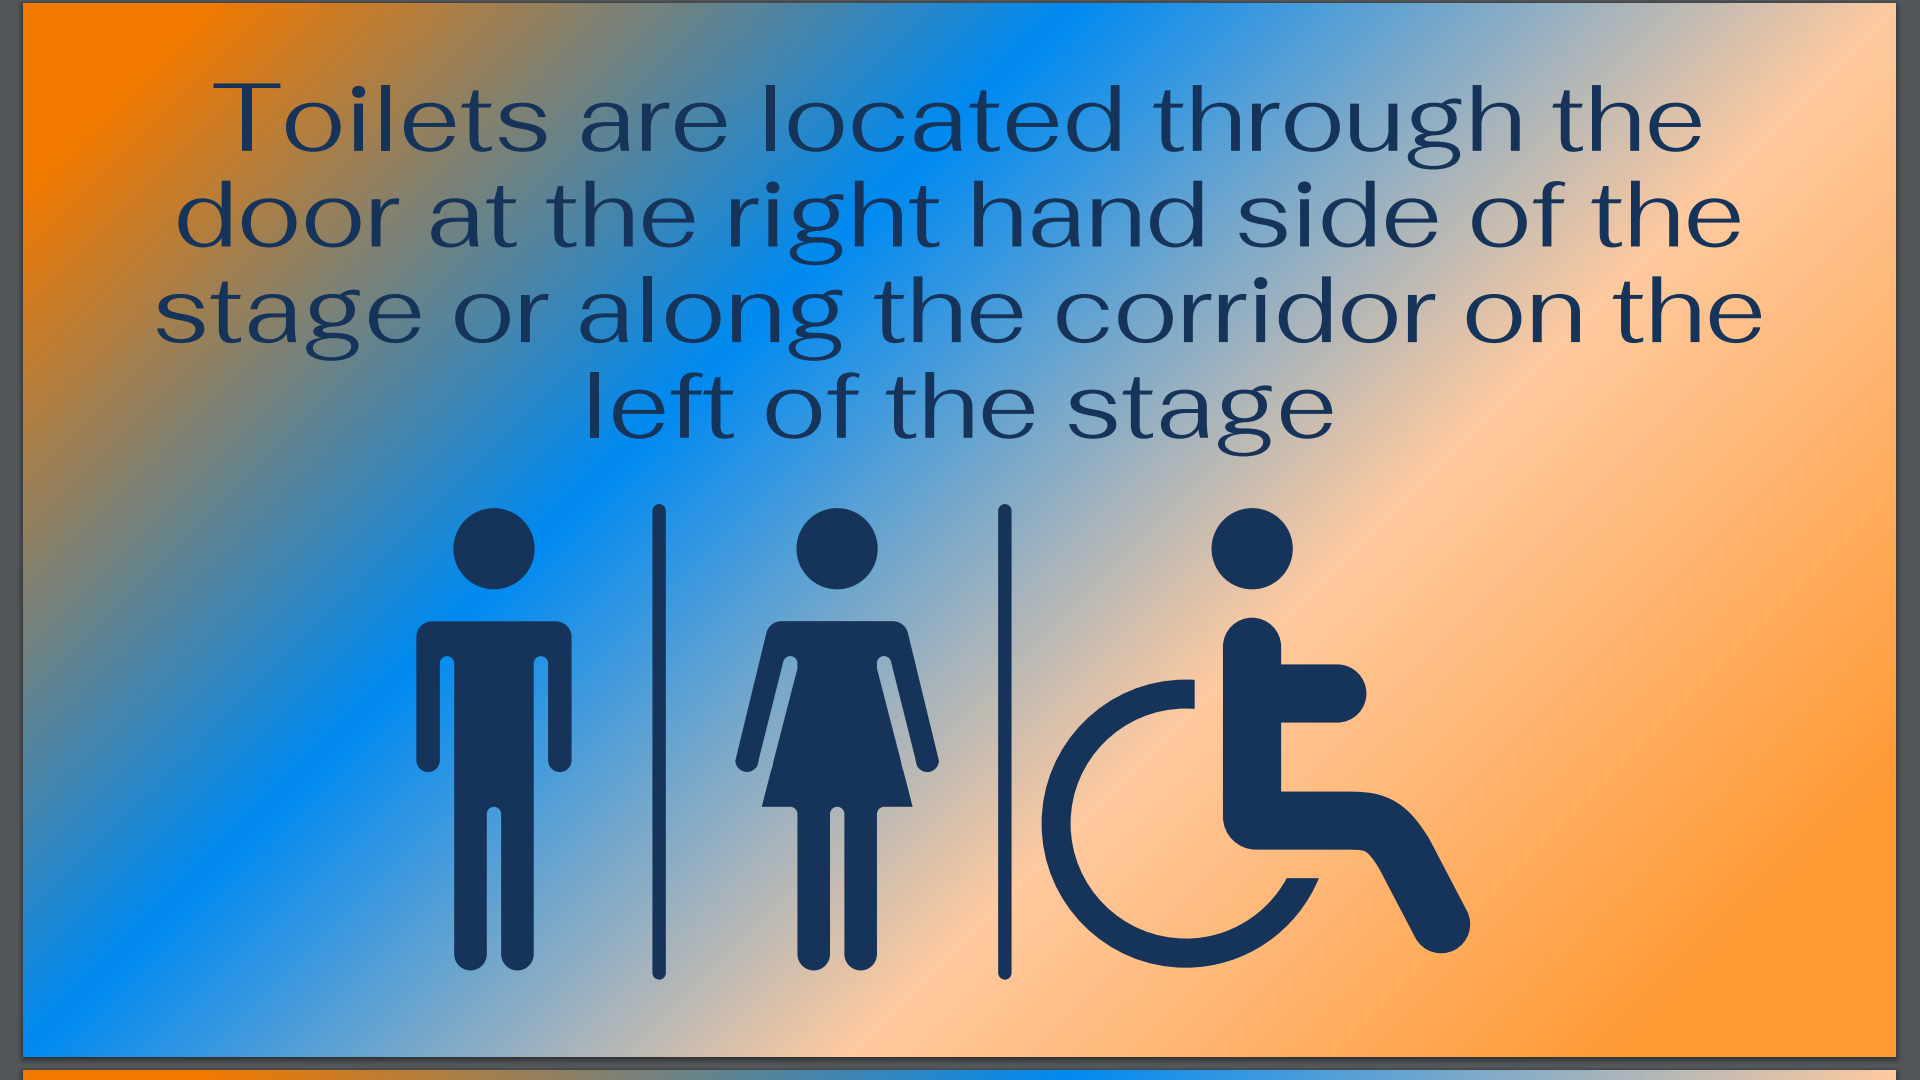 Toilets are located through the
door at the right hand side of the
stage or along the corridor on the
left of the stage